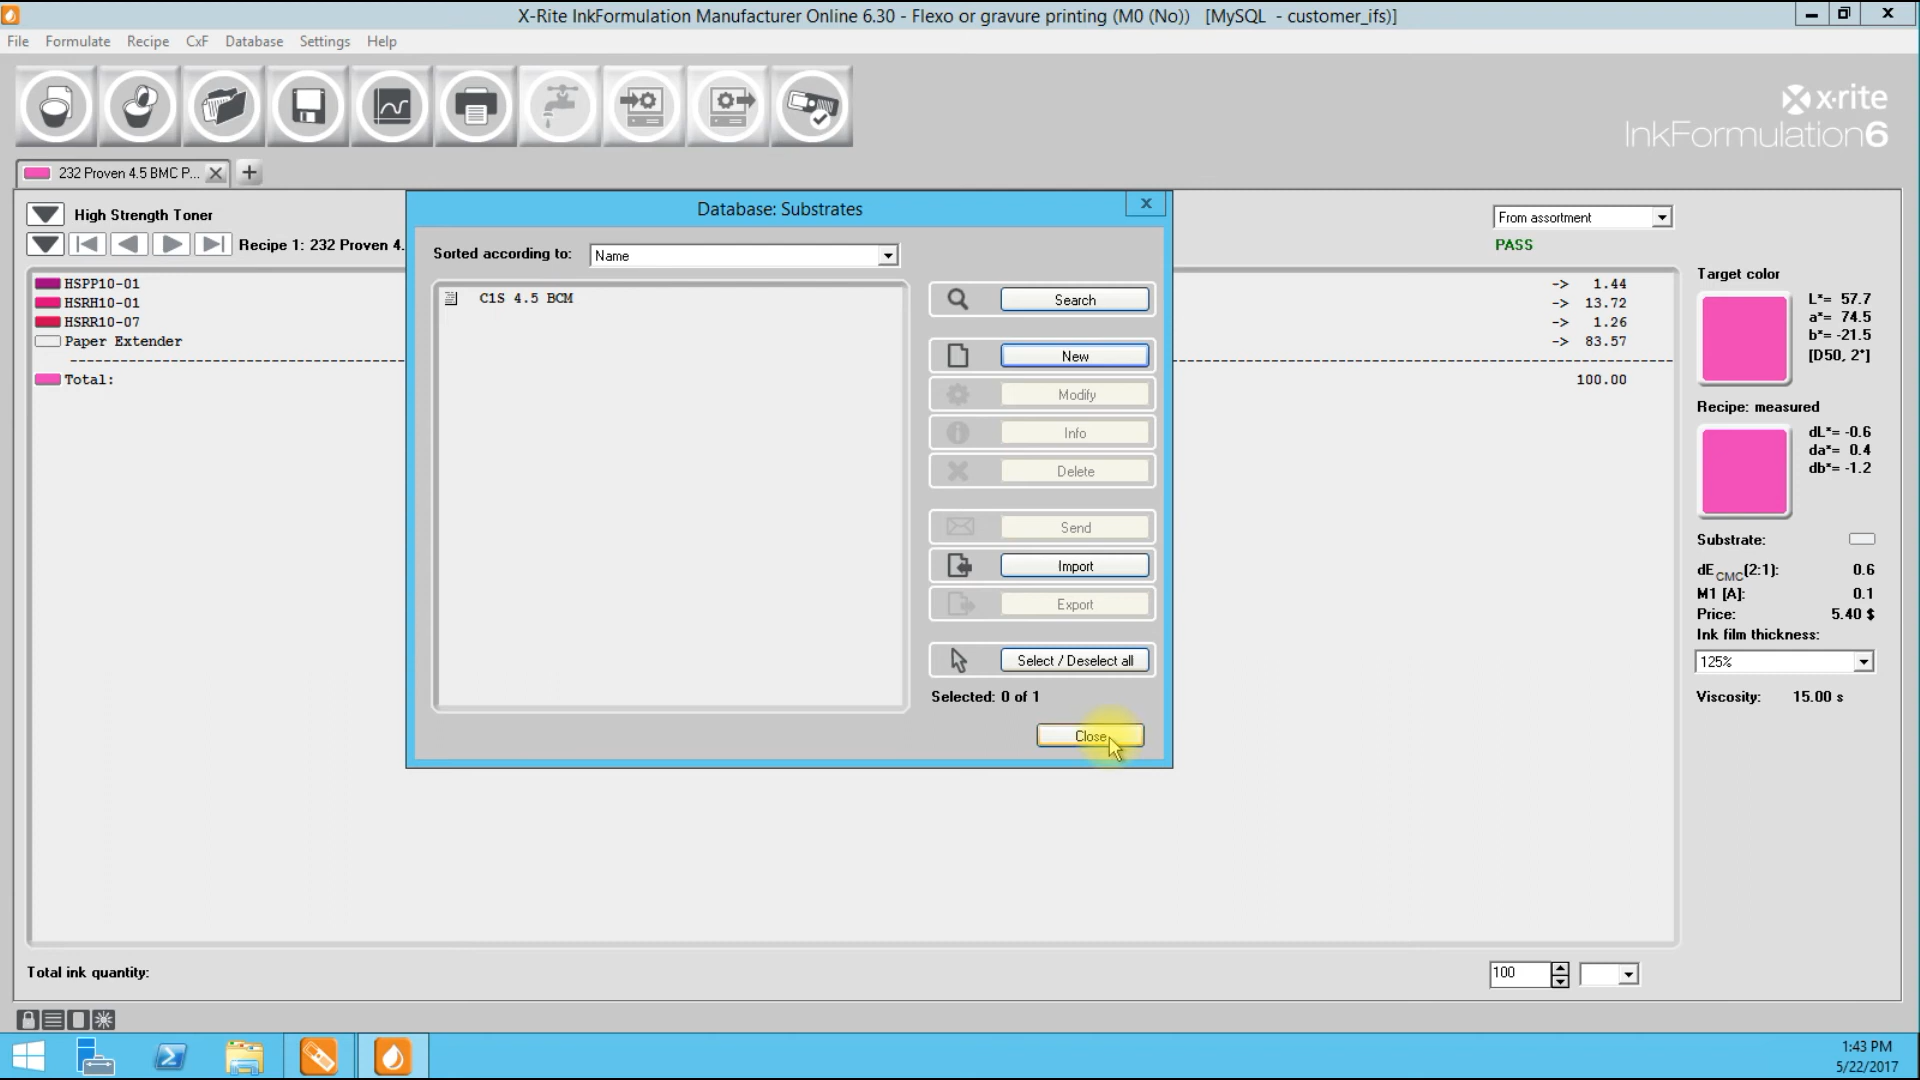 X-Rite InkFormulation Manufacturer Online 6.30 - Flexo or gravure printing (M0 (No))   [MySQL  - customer_ifs)]
File Formulate Recipe CxF Database Settings Help
x·rite
InkFormulation6
232 Proven 4.5 BMC P...
High Strength Toner
From assortment
Recipe 1: 232 Proven 4.
PASS
HSPP10-01
HSRH10-01
HSRR10-07
Paper Extender
Total:
Database: Substrates
Sorted according to: Name
C1S 4.5 BCM
Search
New
Modify
Info
Delete
Send
Import
Export
Select / Deselect all
Selected: 0 of 1
Close
-> 1.44
-> 13.72
-> 1.26
-> 83.57
100.00
Target color
L*= 57.7
a*= 74.5
b*= -21.5
[D50, 2°]
Recipe: measured
dL*= -0.6
da*= 0.4
db*= -1.2
Substrate:
dE CMC(2:1): 0.6
M1 [A]: 0.1
Price: 5.40 $
Ink film thickness:
125%
Viscosity: 15.00 s
Total ink quantity: 100
1:43 PM
5/22/2017